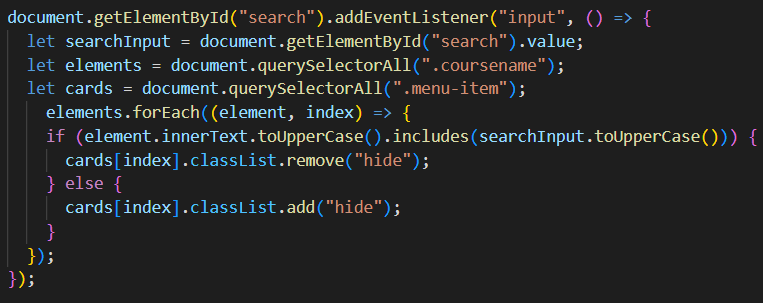 document.getElementById("search").addEventListener("input", () => {
  let searchInput = document.getElementById("search").value;
  let elements = document.querySelectorAll(".coursename");
  let cards = document.querySelectorAll(".menu-item");
    elements.forEach((element, index) => {
    if (element.innerText.toUpperCase().includes(searchInput.toUpperCase())) {
      cards[index].classList.remove("hide");
    } else {
      cards[index].classList.add("hide");
    }
  });
});